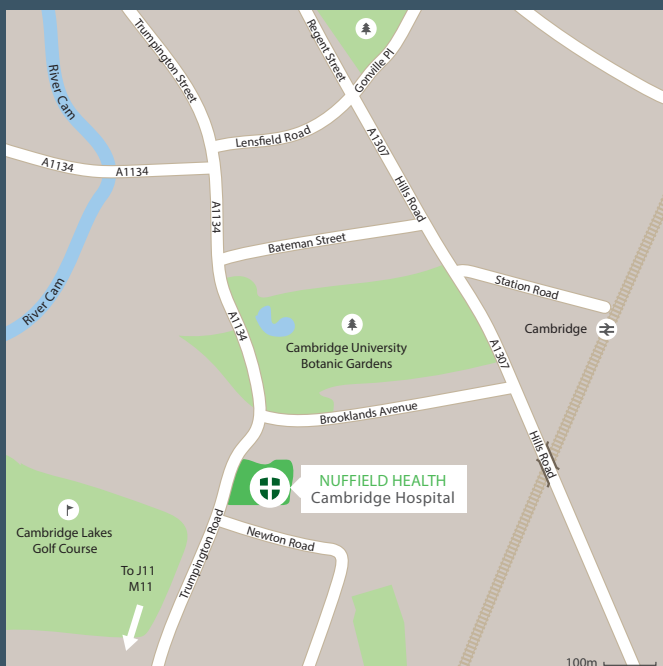 Trumpington Street
Regent Street
Gonville Pl
River Cam
Lensfield Road
A1307
A1134
A1134
Hills Road
A1134
Bateman Street
River Cam
Station Road
A1134
Cambridge
Cambridge University
Botanic Gardens
A1307
Brooklands Avenue
Hills Road
NUFFIELD HEALTH
Cambridge Hospital
Cambridge Lakes
Golf Course
Newton Road
Trumpington Road
To J11
M11
100m